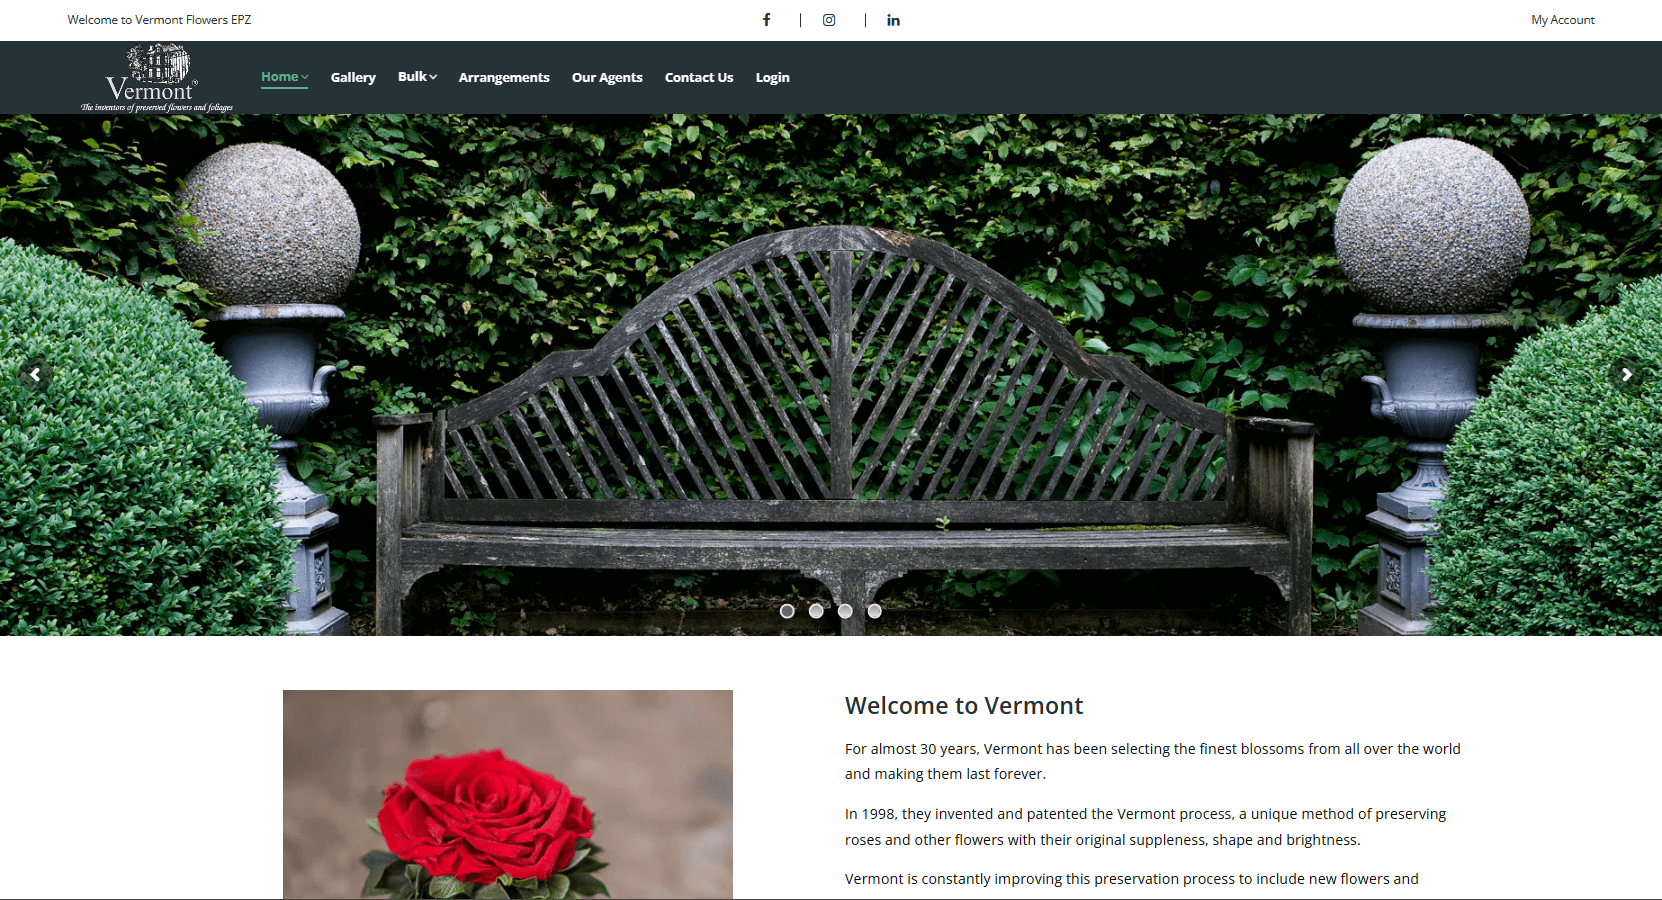 Welcome to Vermont Flowers EPZ
My Account
Vermont®
The inventors of preserved flowers and foliages
Home
Gallery
Bulk
Arrangements
Our Agents
Contact Us
Login
Welcome to Vermont
For almost 30 years, Vermont has been selecting the finest blossoms from all over the world
and making them last forever.
In 1998, they invented and patented the Vermont process, a unique method of preserving
roses and other flowers with their original suppleness, shape and brightness.
Vermont is constantly improving this preservation process to include new flowers and